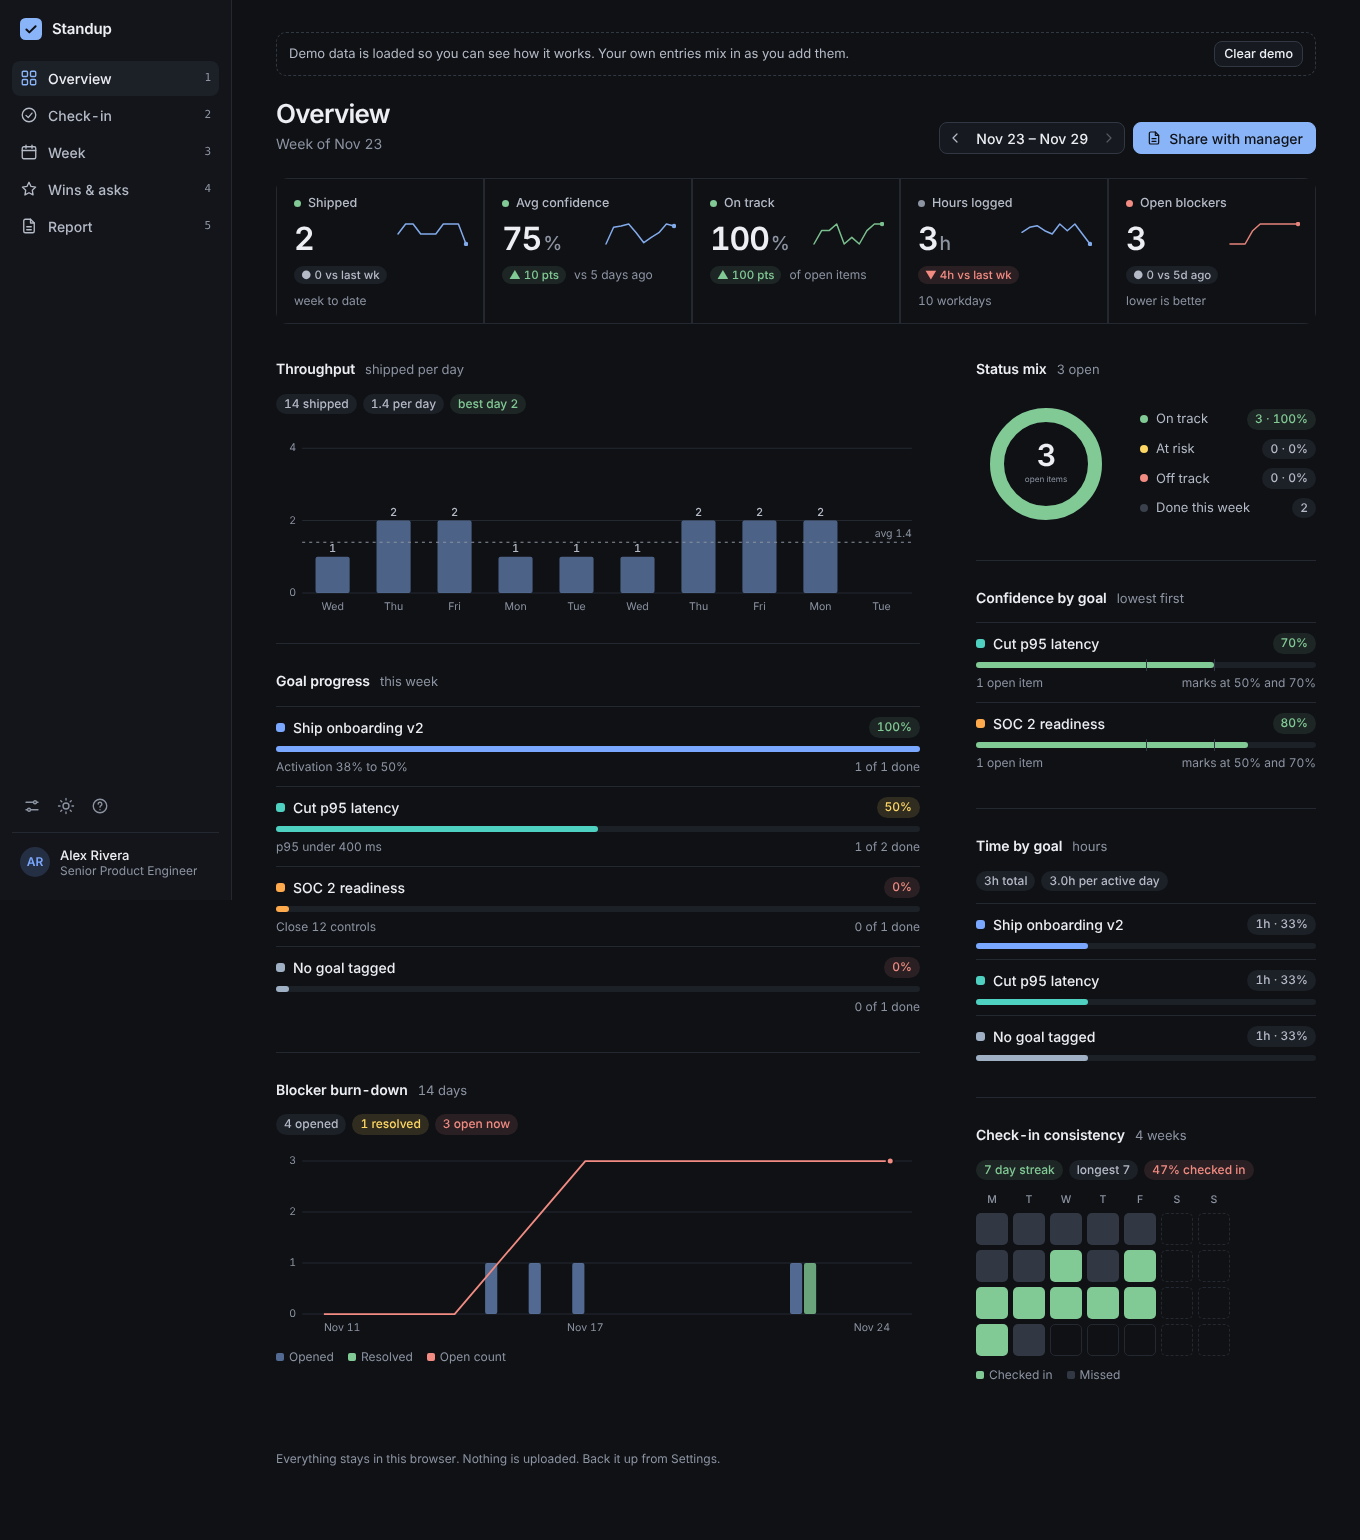 Standup
Overview 1
Check-in 2
Week 3
Wins & asks 4
Report 5
AR
Alex Rivera
Senior Product Engineer
Demo data is loaded so you can see how it works. Your own entries mix in as you add them.
Clear demo
Overview
Week of Nov 23
Nov 23 – Nov 29
Share with manager
Shipped
2
0 vs last wk
week to date
Avg confidence
75%
▲ 10 pts vs 5 days ago
On track
100%
▲ 100 pts of open items
Hours logged
3h
▼ 4h vs last wk
10 workdays
Open blockers
3
0 vs 5d ago
lower is better
Throughput shipped per day
14 shipped 1.4 per day best day 2
4
2
0
1 2 2 1 1 1 2 2 2
avg 1.4
Wed Thu Fri Mon Tue Wed Thu Fri Mon Tue
Goal progress this week
Ship onboarding v2 100%
Activation 38% to 50% 1 of 1 done
Cut p95 latency 50%
p95 under 400 ms 1 of 2 done
SOC 2 readiness 0%
Close 12 controls 0 of 1 done
No goal tagged 0%
0 of 1 done
Blocker burn-down 14 days
4 opened 1 resolved 3 open now
3
2
1
0
Nov 11 Nov 17 Nov 24
Opened Resolved Open count
Status mix 3 open
3
open items
On track 3 · 100%
At risk 0 · 0%
Off track 0 · 0%
Done this week 2
Confidence by goal lowest first
Cut p95 latency 70%
1 open item marks at 50% and 70%
SOC 2 readiness 80%
1 open item marks at 50% and 70%
Time by goal hours
3h total 3.0h per active day
Ship onboarding v2 1h · 33%
Cut p95 latency 1h · 33%
No goal tagged 1h · 33%
Check-in consistency 4 weeks
7 day streak longest 7 47% checked in
M T W T F S S
Checked in Missed
Everything stays in this browser. Nothing is uploaded. Back it up from Settings.